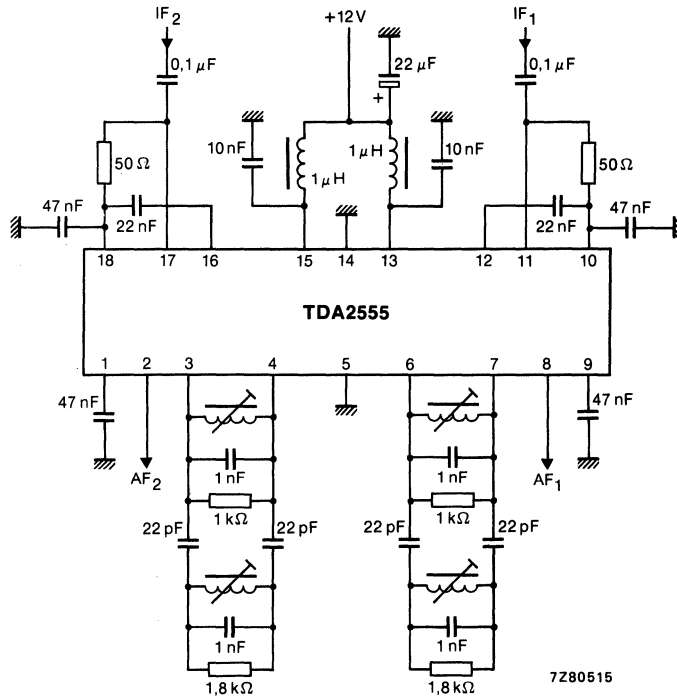 IF2 +12V IF1
0,1 μF 22 μF 0,1 μF
+
10 nF 1 μH 10 nF
50 Ω 1 μH 50 Ω
47 nF 22 nF 22 nF 47 nF
18 17 16 15 14 13 12 11 10
TDA2555
1 2 3 4 5 6 7 8 9
47 nF 47 nF
AF2 1 nF 1 nF AF1
1 kΩ 1 kΩ
22 pF 22 pF 22 pF 22 pF
1 nF 1 nF
1,8 kΩ 1,8 kΩ
7Z80515